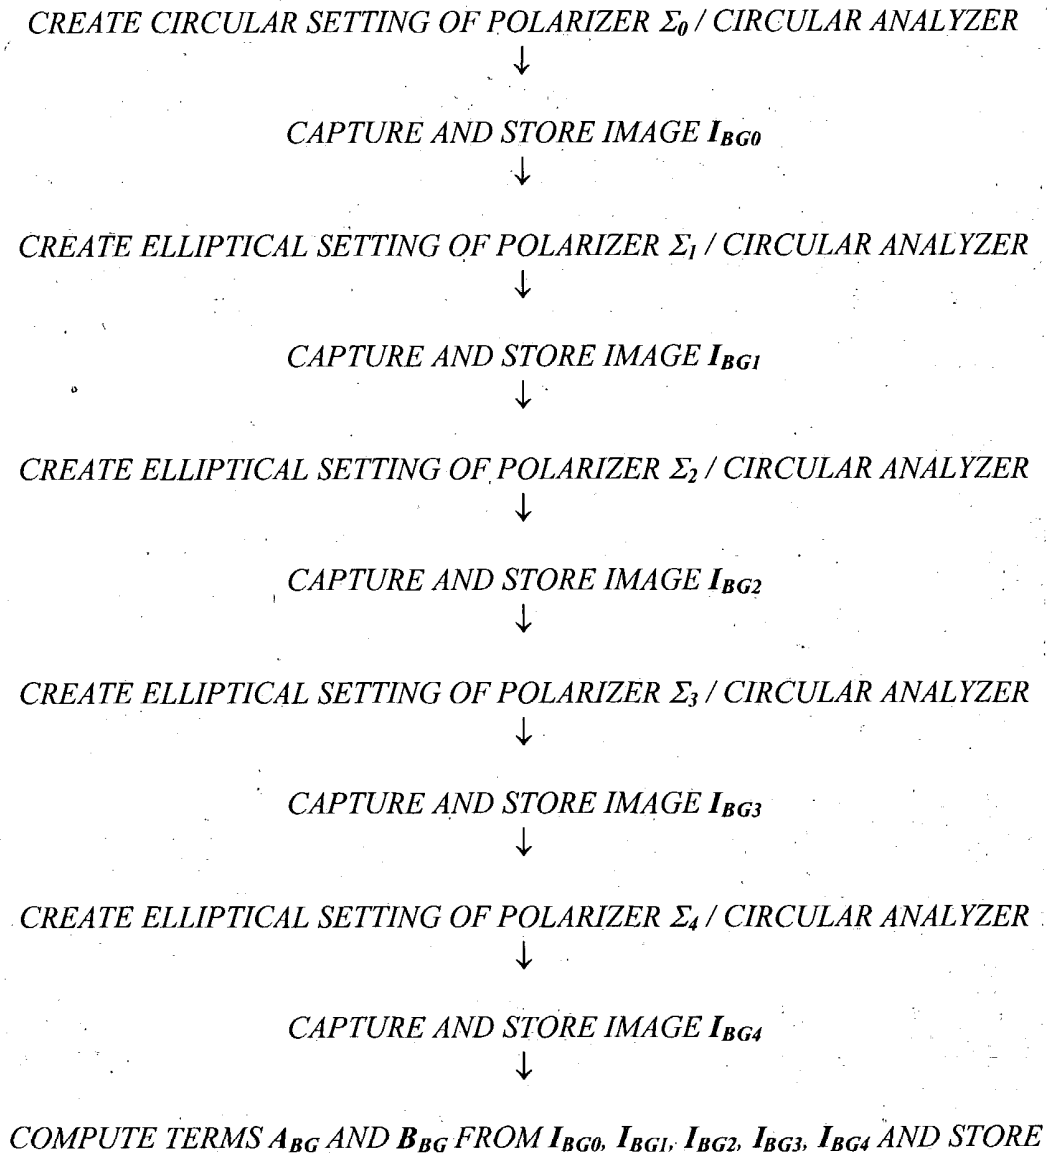 CREATE CIRCULAR SETTING OF POLARIZER Σ0 / CIRCULAR ANALYZER
↓
CAPTURE AND STORE IMAGE IBG0
↓
CREATE ELLIPTICAL SETTING OF POLARIZER Σ1 / CIRCULAR ANALYZER
↓
CAPTURE AND STORE IMAGE IBG1
↓
CREATE ELLIPTICAL SETTING OF POLARIZER Σ2 / CIRCULAR ANALYZER
↓
CAPTURE AND STORE IMAGE IBG2
↓
CREATE ELLIPTICAL SETTING OF POLARIZER Σ3 / CIRCULAR ANALYZER
↓
CAPTURE AND STORE IMAGE IBG3
↓
CREATE ELLIPTICAL SETTING OF POLARIZER Σ4 / CIRCULAR ANALYZER
↓
CAPTURE AND STORE IMAGE IBG4
↓
COMPUTE TERMS ABG AND BBG FROM IBG0, IBG1, IBG2, IBG3, IBG4 AND STORE